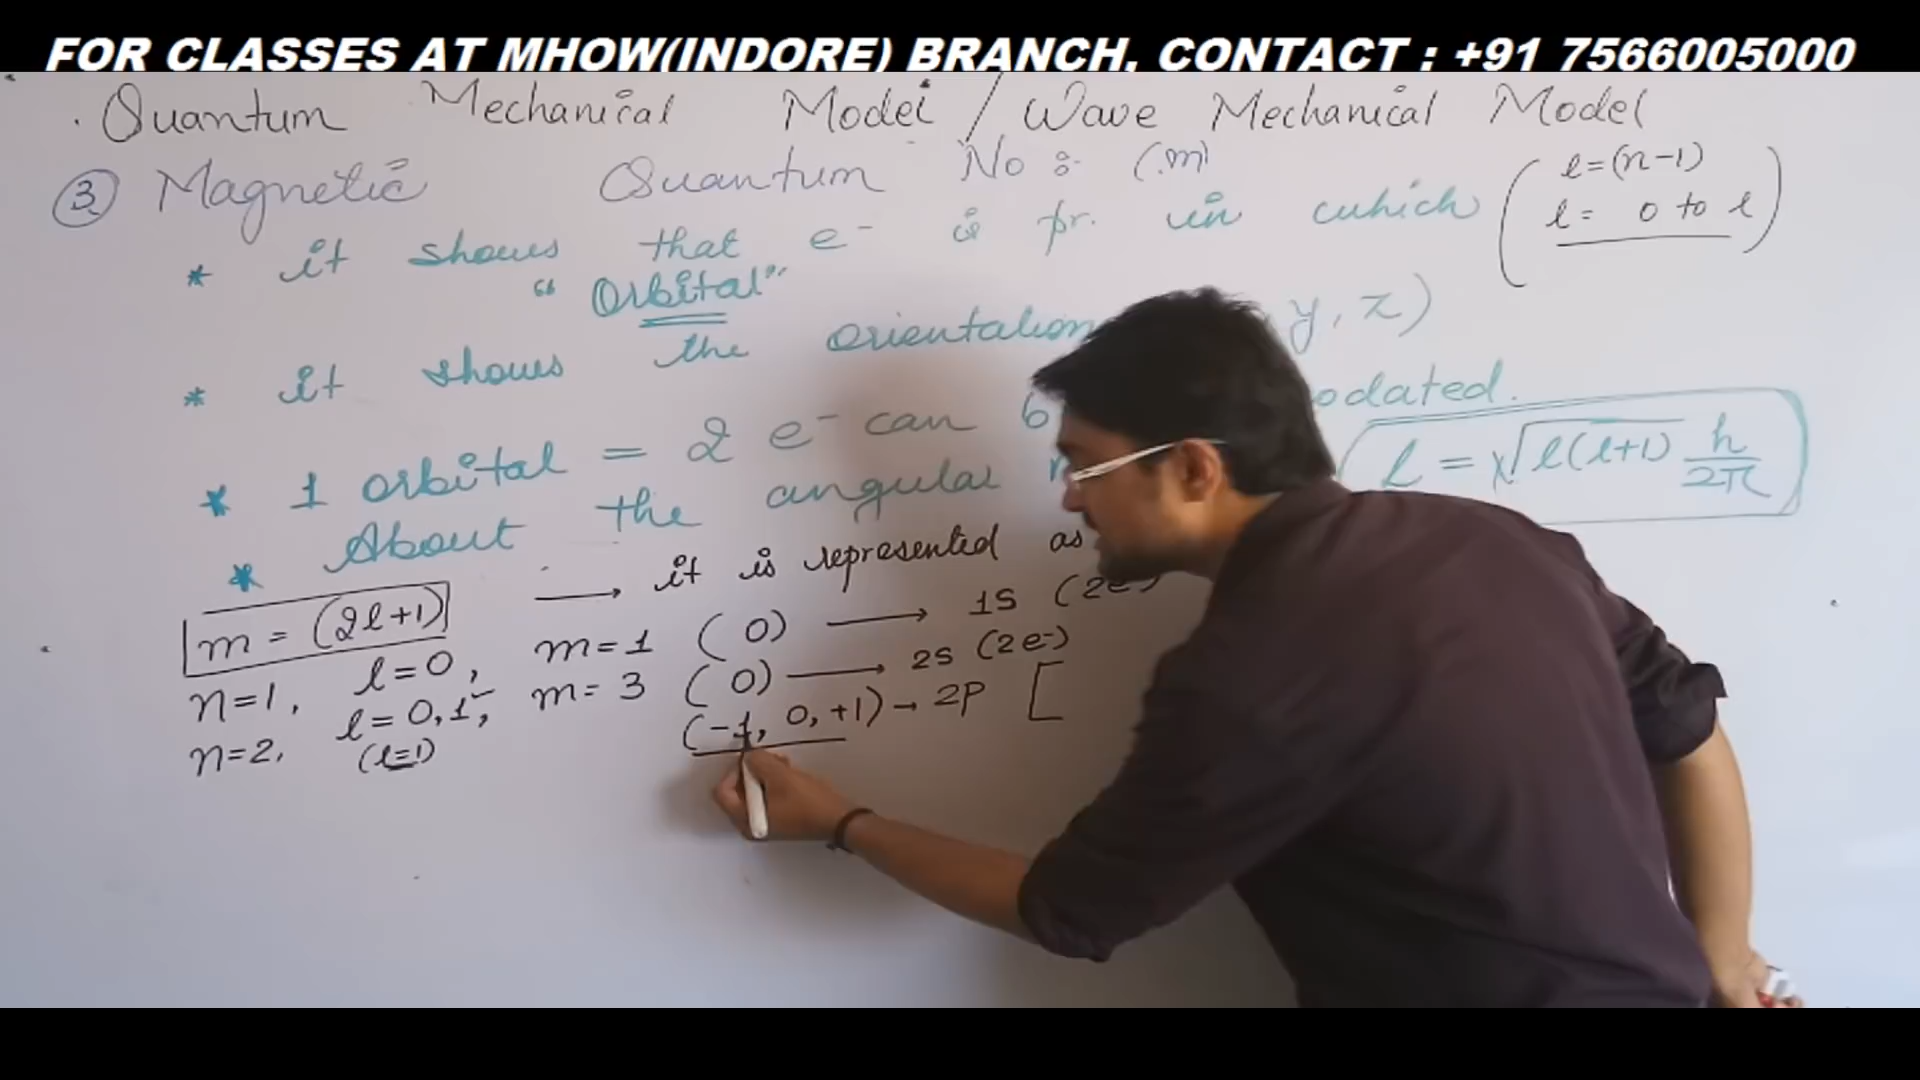 FOR CLASSES AT MHOW(INDORE) BRANCH, CONTACT : +91 7566005000
Quantum Mechanical Model / Wave Mechanical Model
③ Magnetic Quantum No :- (m)
( l=(n-1)
l= 0 to l )
* it shows that e- is pr. in which
"Orbital"
* it shows the orientation y, z)
* 1 orbital = 2 e- can b odated.
* About the angular
l = √l(l+1) h/2π
m = (2l+1) → it is represented as
n=1, l=0, m=1 (0) → 1S (2e-)
n=2, l=0,1, m=3 (0) → 2S (2e-)
(l=1) (-1, 0, +1) → 2p [